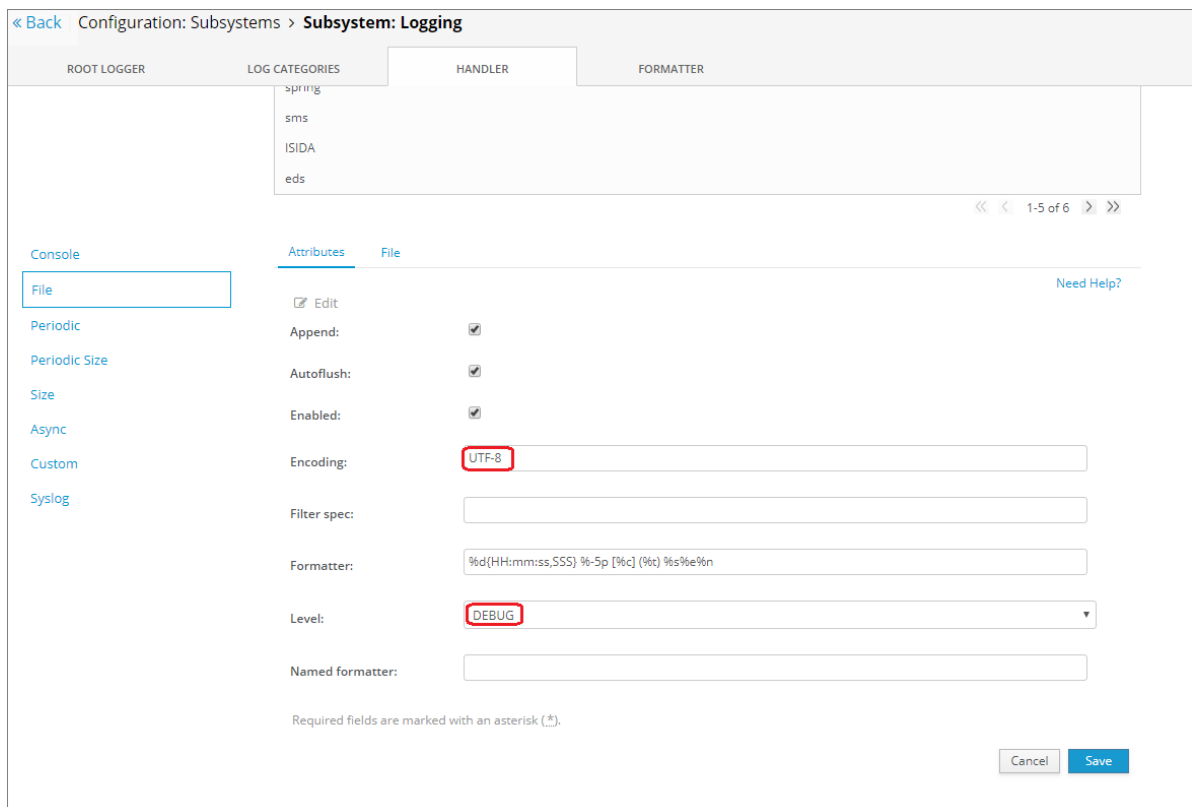 « Back Configuration: Subsystems > Subsystem: Logging
ROOT LOGGER LOG CATEGORIES HANDLER FORMATTER
spring
sms
ISIDA
eds
1-5 of 6
Console
File
Periodic
Periodic Size
Size
Async
Custom
Syslog
Attributes File
Need Help?
Edit
Append:
Autoflush:
Enabled:
Encoding: UTF-8
Filter spec:
Formatter: %d{HH:mm:ss,SSS} %-5p [%c] (%t) %s%e%n
Level: DEBUG
Named formatter:
Required fields are marked with an asterisk (*).
Cancel Save